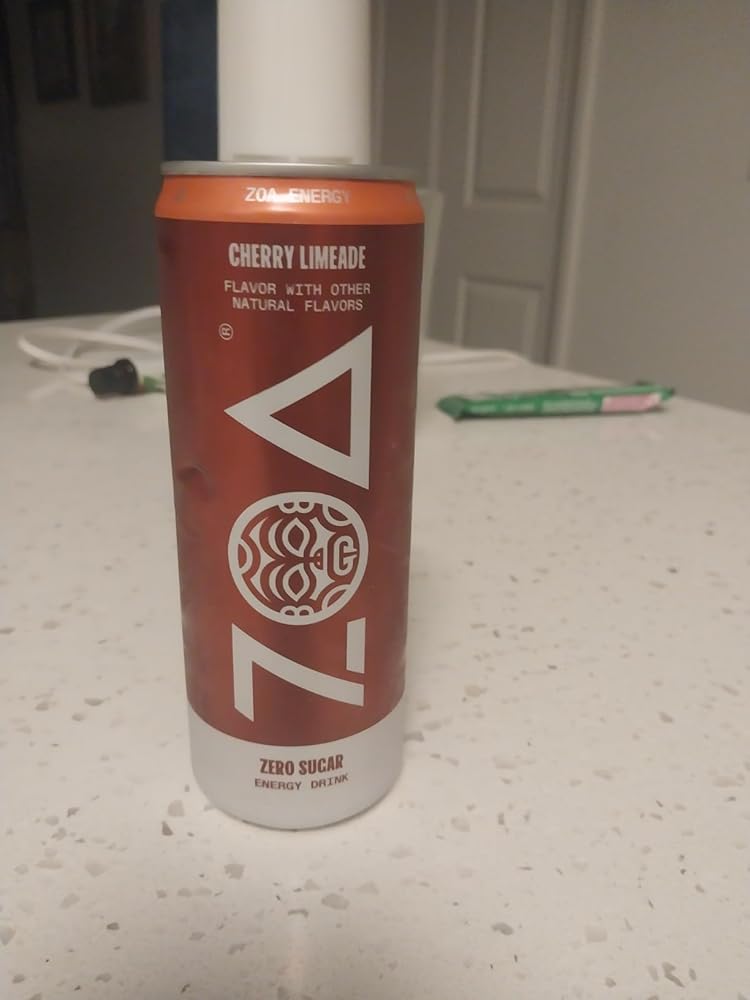 ZOA ENERGY
CHERRY LIMEADE
FLAVOR WITH OTHER
NATURAL FLAVORS
®
ZOA
ZERO SUGAR
ENERGY DRINK